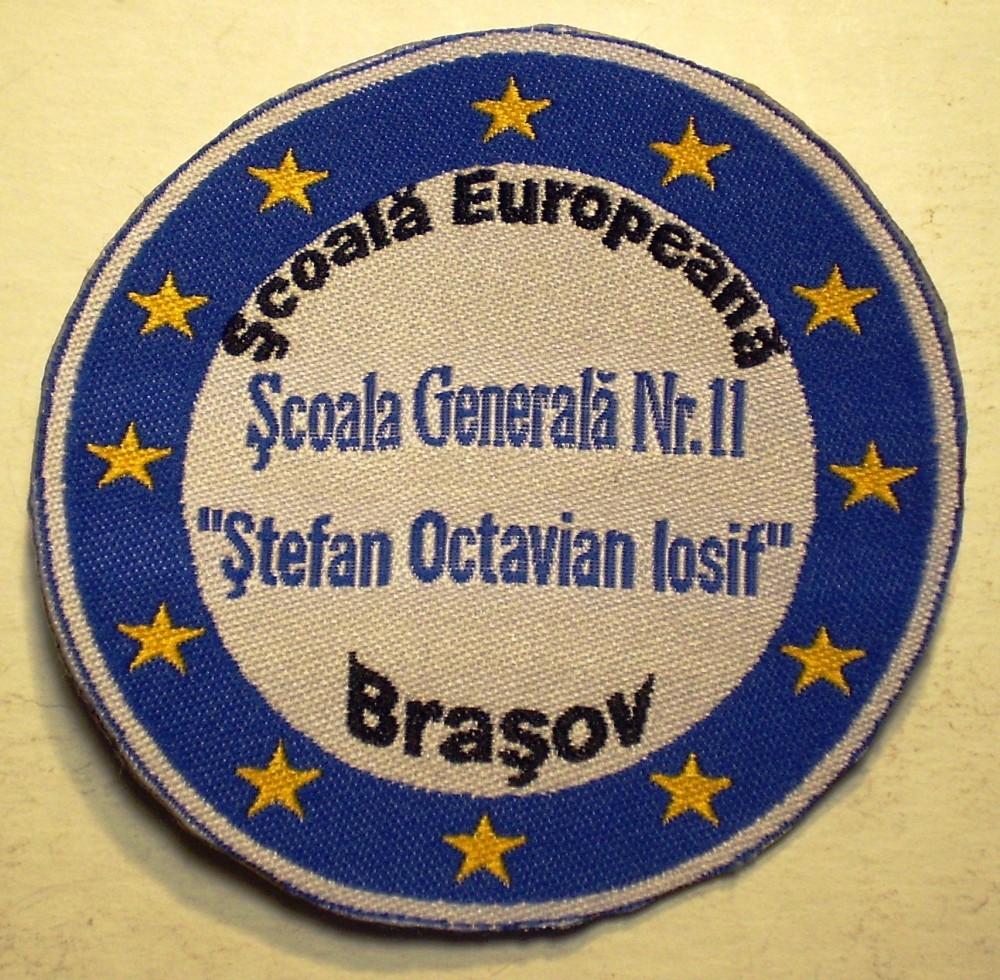 Şcoală Europeană
Şcoala Generală Nr.11
"Ştefan Octavian Iosif"
Braşov